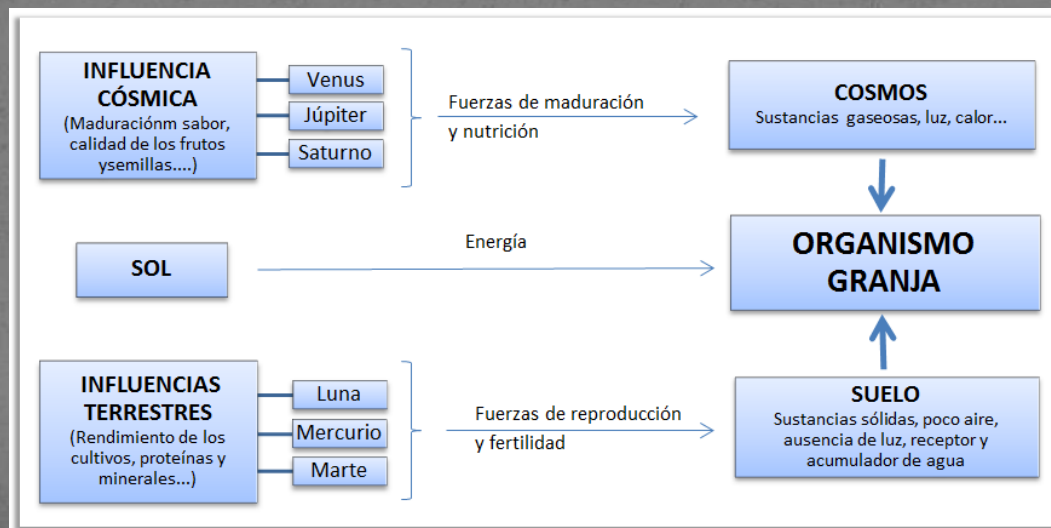 INFLUENCIA
CÓSMICA
(Maduraciónm sabor,
calidad de los frutos
ysemillas....)
Venus
Júpiter
Saturno
Fuerzas de maduración
y nutrición
COSMOS
Sustancias gaseosas, luz, calor...
SOL
Energía
ORGANISMO
GRANJA
INFLUENCIAS
TERRESTRES
(Rendimiento de los
cultivos, proteínas y
minerales...)
Luna
Mercurio
Marte
Fuerzas de reproducción
y fertilidad
SUELO
Sustancias sólidas, poco aire,
ausencia de luz, receptor y
acumulador de agua